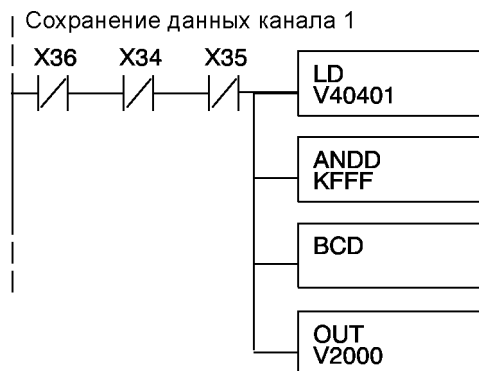 Сохранение данных канала 1
X36 X34 X35
LD
V40401
ANDD
KFFF
BCD
OUT
V2000